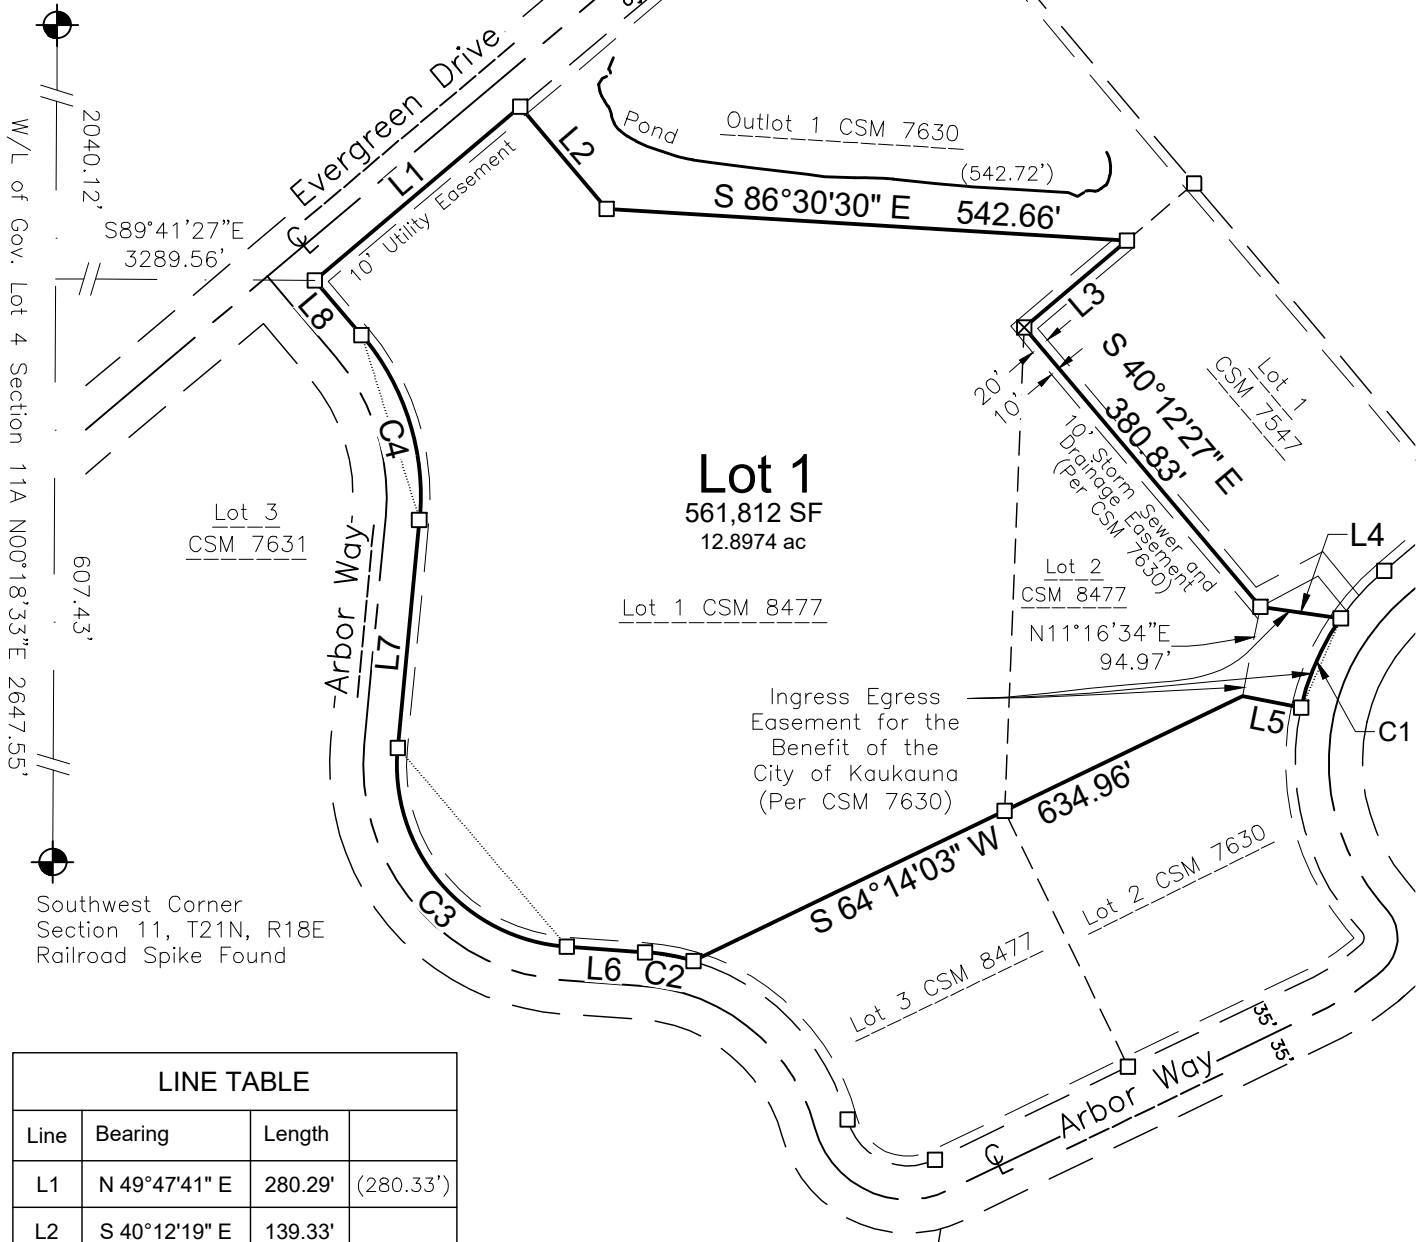 Evergreen Drive
L1
L2
10' Utility Easement
Pond
Outlot 1 CSM 7630
(542.72')
S 86°30'30" E 542.66'
2040.12'
W/L of Gov. Lot 4 Section 11A N00°18'33"E 2647.55'
607.43'
S89°41'27"E
3289.56'
L8
L3
20'
10'
S 40°12'27" E
380.83'
10' Storm Sewer and
Drainage Easement
(Per CSM 7630)
Lot 1
CSM 7547
C4
Lot 1
561,812 SF
12.8974 ac
Lot 1 CSM 8477
Lot 3
CSM 7631
Arbor Way
L7
Lot 2
CSM 8477
N11°16'34"E
94.97'
L4
L5
C1
Ingress Egress
Easement for the
Benefit of the
City of Kaukauna
(Per CSM 7630)
S 64°14'03" W
634.96'
C3
L6
C2
Lot 3 CSM 8477
Lot 2 CSM 7630
35'
35'
Arbor Way
Southwest Corner
Section 11, T21N, R18E
Railroad Spike Found
LINE TABLE
Line Bearing Length
L1 N 49°47'41" E 280.29' (280.33')
L2 S 40°12'19" E 139.33'